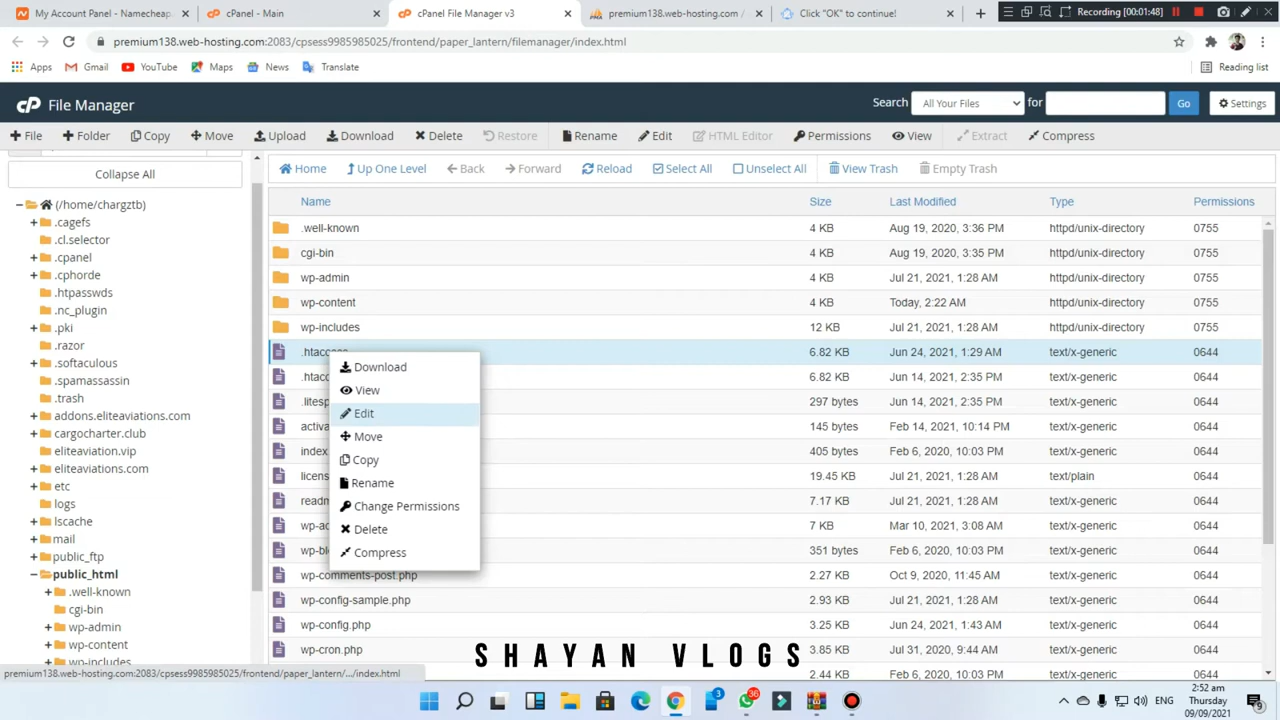 My Account Panel - Namecheap
cPanel - Main
cPanel File Manager v3
premium138.web-hosting.com /
Click "OK" to continue!
Recording [00:01:48]
premium138.web-hosting.com:2083/cpsess9985985025/frontend/paper_lantern/filemanager/index.html
Apps Gmail YouTube Maps News Translate Reading list
cP File Manager
Search All Your Files for Go Settings
File Folder Copy Move Upload Download Delete Restore Rename Edit HTML Editor Permissions View Extract Compress
Collapse All
Home Up One Level Back Forward Reload Select All Unselect All View Trash Empty Trash
(/home/chargztb)
.cagefs
.cl.selector
.cpanel
.cphorde
.htpasswds
.nc_plugin
.pki
.razor
.softaculous
.spamassassin
.trash
addons.eliteaviations.com
cargocharter.club
eliteaviation.vip
eliteaviations.com
etc
logs
lscache
mail
public_ftp
public_html
.well-known
cgi-bin
wp-admin
wp-content
wp-includes
Name Size Last Modified Type Permissions
.well-known 4 KB Aug 19, 2020, 3:36 PM httpd/unix-directory 0755
cgi-bin 4 KB Aug 19, 2020, 3:35 PM httpd/unix-directory 0755
wp-admin 4 KB Jul 21, 2021, 1:28 AM httpd/unix-directory 0755
wp-content 4 KB Today, 2:22 AM httpd/unix-directory 0755
wp-includes 12 KB Jul 21, 2021, 1:28 AM httpd/unix-directory 0755
.htaccess 6.82 KB Jun 24, 2021, 1:29 AM text/x-generic 0644
.htac 6.82 KB Jun 14, 2021, 2:35 PM text/x-generic 0644
.litesp 297 bytes Jun 14, 2021, 2:35 PM text/x-generic 0644
activa 145 bytes Feb 14, 2021, 10:14 PM text/x-generic 0644
index 405 bytes Feb 6, 2020, 10:03 PM text/x-generic 0644
licens 19.45 KB Jul 21, 2021, 1:28 AM text/plain 0644
readm 7.17 KB Jul 21, 2021, 1:28 AM text/x-generic 0644
wp-ac 7 KB Mar 10, 2021, 3:08 AM text/x-generic 0644
wp-bl 351 bytes Feb 6, 2020, 10:03 PM text/x-generic 0644
wp-comments-post.php 2.27 KB Oct 9, 2020, 11:45 AM text/x-generic 0644
wp-config-sample.php 2.93 KB Jul 21, 2021, 1:28 AM text/x-generic 0644
wp-config.php Jun 24, 2021, 1:43 AM text/x-generic 0644
wp-cron.php 3.85 KB Jul 31, 2020, 9:44 AM text/x-generic 0644
2.44 KB Feb 6, 2020, 10:03 PM text/x-generic 0644
Download
View
Edit
Move
Copy
Rename
Change Permissions
Delete
Compress
SHAYAN VLOGS
premium138.web-hosting.com:2083/cpsess9985985025/frontend/paper_lantern/.../index.html
3
36
ENG
2:52 am
Thursday
09/09/2021
9